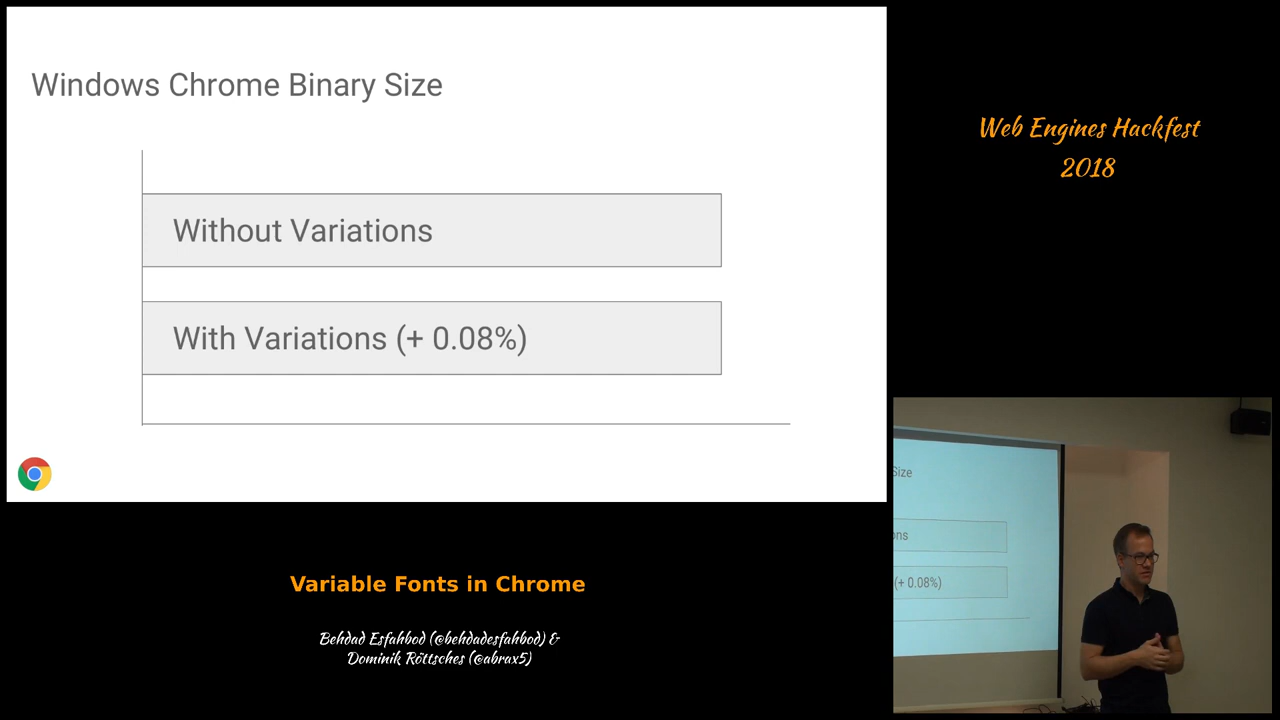 Windows Chrome Binary Size
Without Variations
With Variations (+ 0.08%)
Web Engines Hackfest
2018
Size
ons
(+ 0.08%)
Variable Fonts in Chrome
Behdad Esfahbod (@behdadesfahbod) &
Dominik Röttsches (@abrax5)